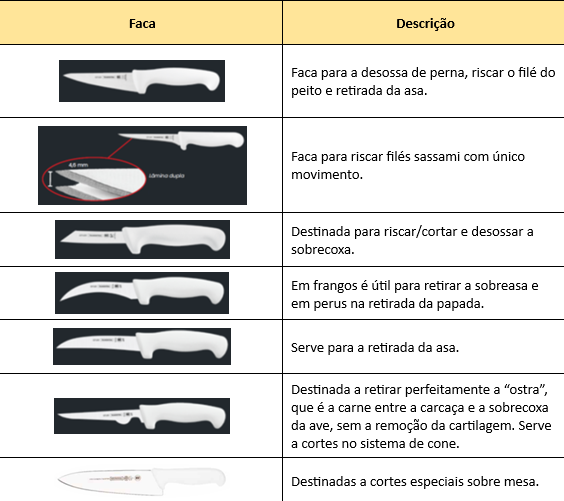 Faca
Descrição
Faca para a desossa de perna, riscar o filé do
peito e retirada da asa.
4,8 mm
lâmina dupla
Faca para riscar filés sassami com único
movimento.
Destinada para riscar/cortar e desossar a
sobrecoxa.
Em frangos é útil para retirar a sobreasa e
em perus na retirada da papada.
Serve para a retirada da asa.
Destinada a retirar perfeitamente a “ostra”,
que é a carne entre a carcaça e a sobrecoxa
da ave, sem a remoção da cartilagem. Serve
a cortes no sistema de cone.
Destinadas a cortes especiais sobre mesa.